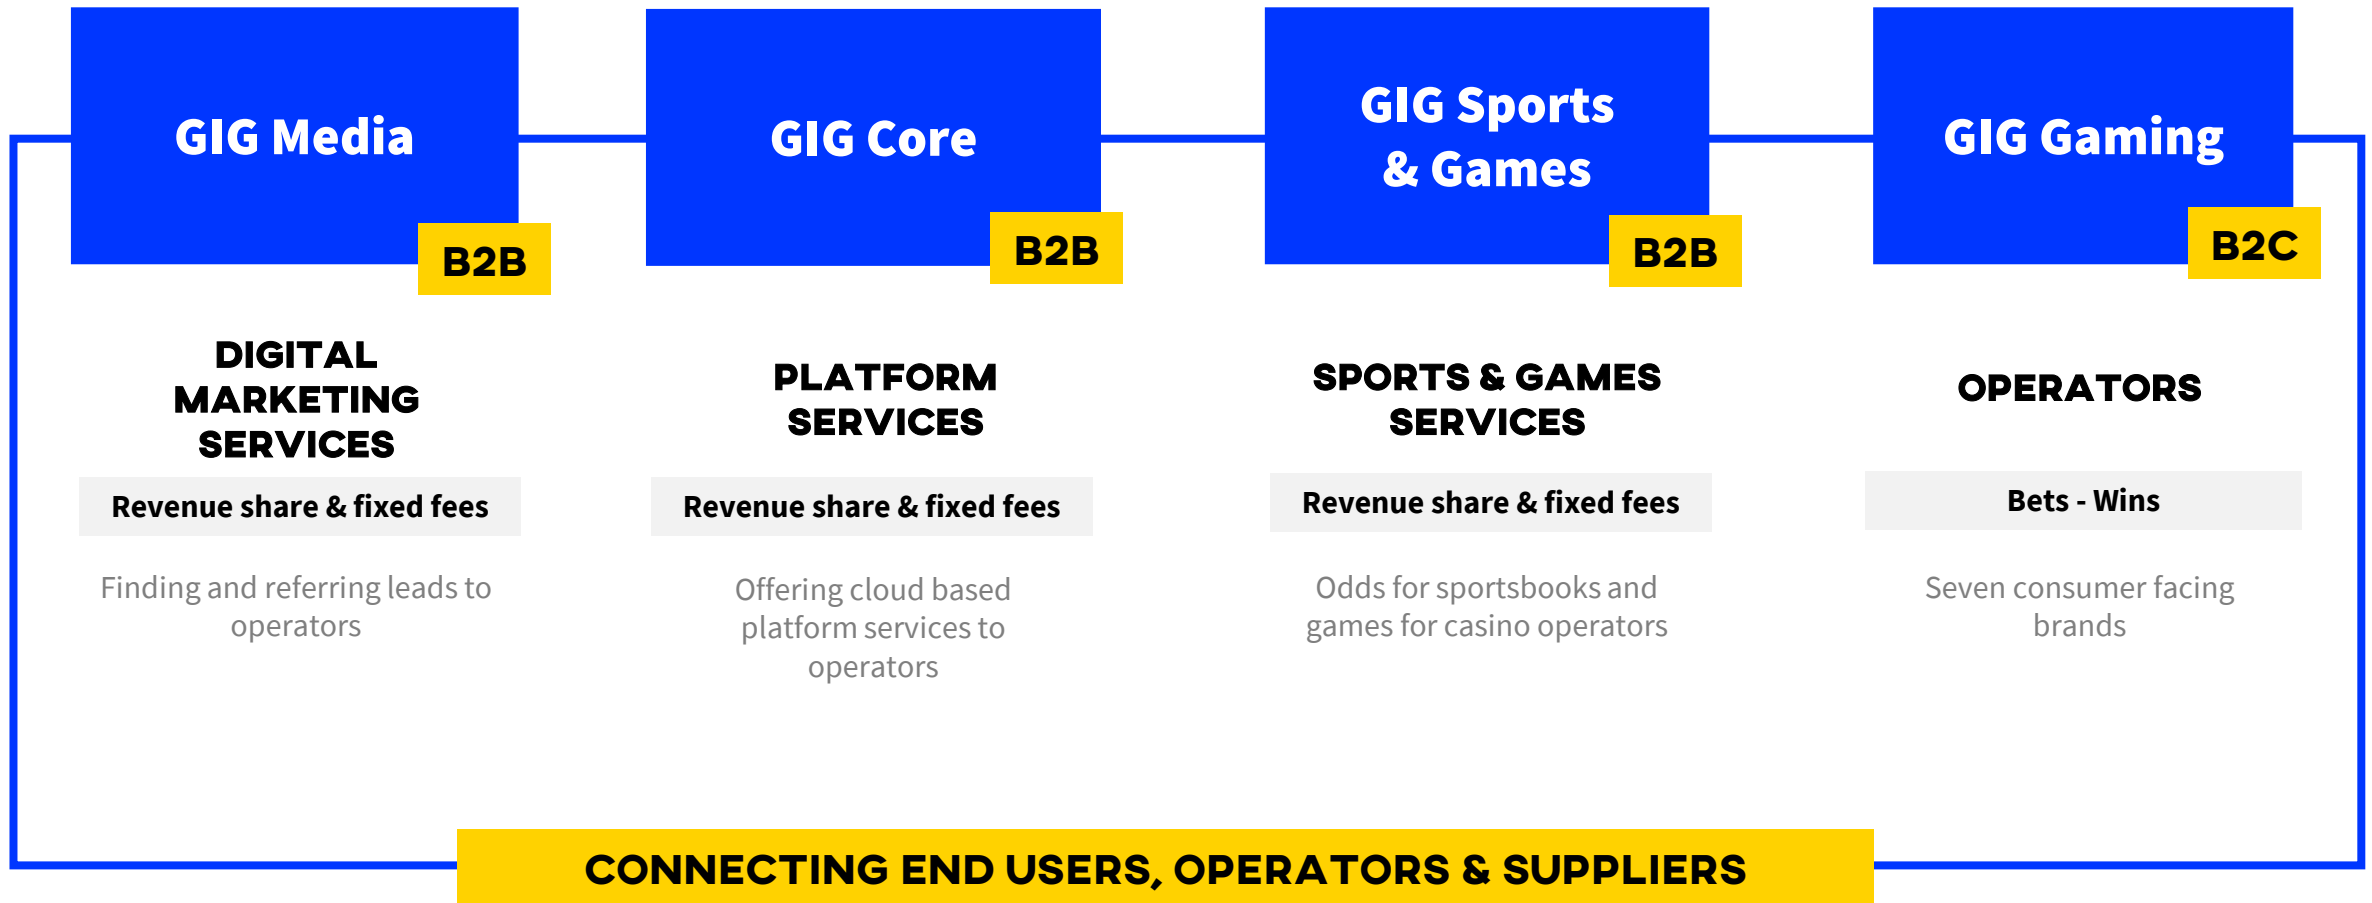 GIG Media
B2B
DIGITAL
MARKETING
SERVICES
Revenue share & fixed fees
Finding and referring leads to
operators
GIG Core
B2B
PLATFORM
SERVICES
Revenue share & fixed fees
Offering cloud based
platform services to
operators
GIG Sports
& Games
B2B
SPORTS & GAMES
SERVICES
Revenue share & fixed fees
Odds for sportsbooks and
games for casino operators
GIG Gaming
B2C
OPERATORS
Bets - Wins
Seven consumer facing
brands
CONNECTING END USERS, OPERATORS & SUPPLIERS